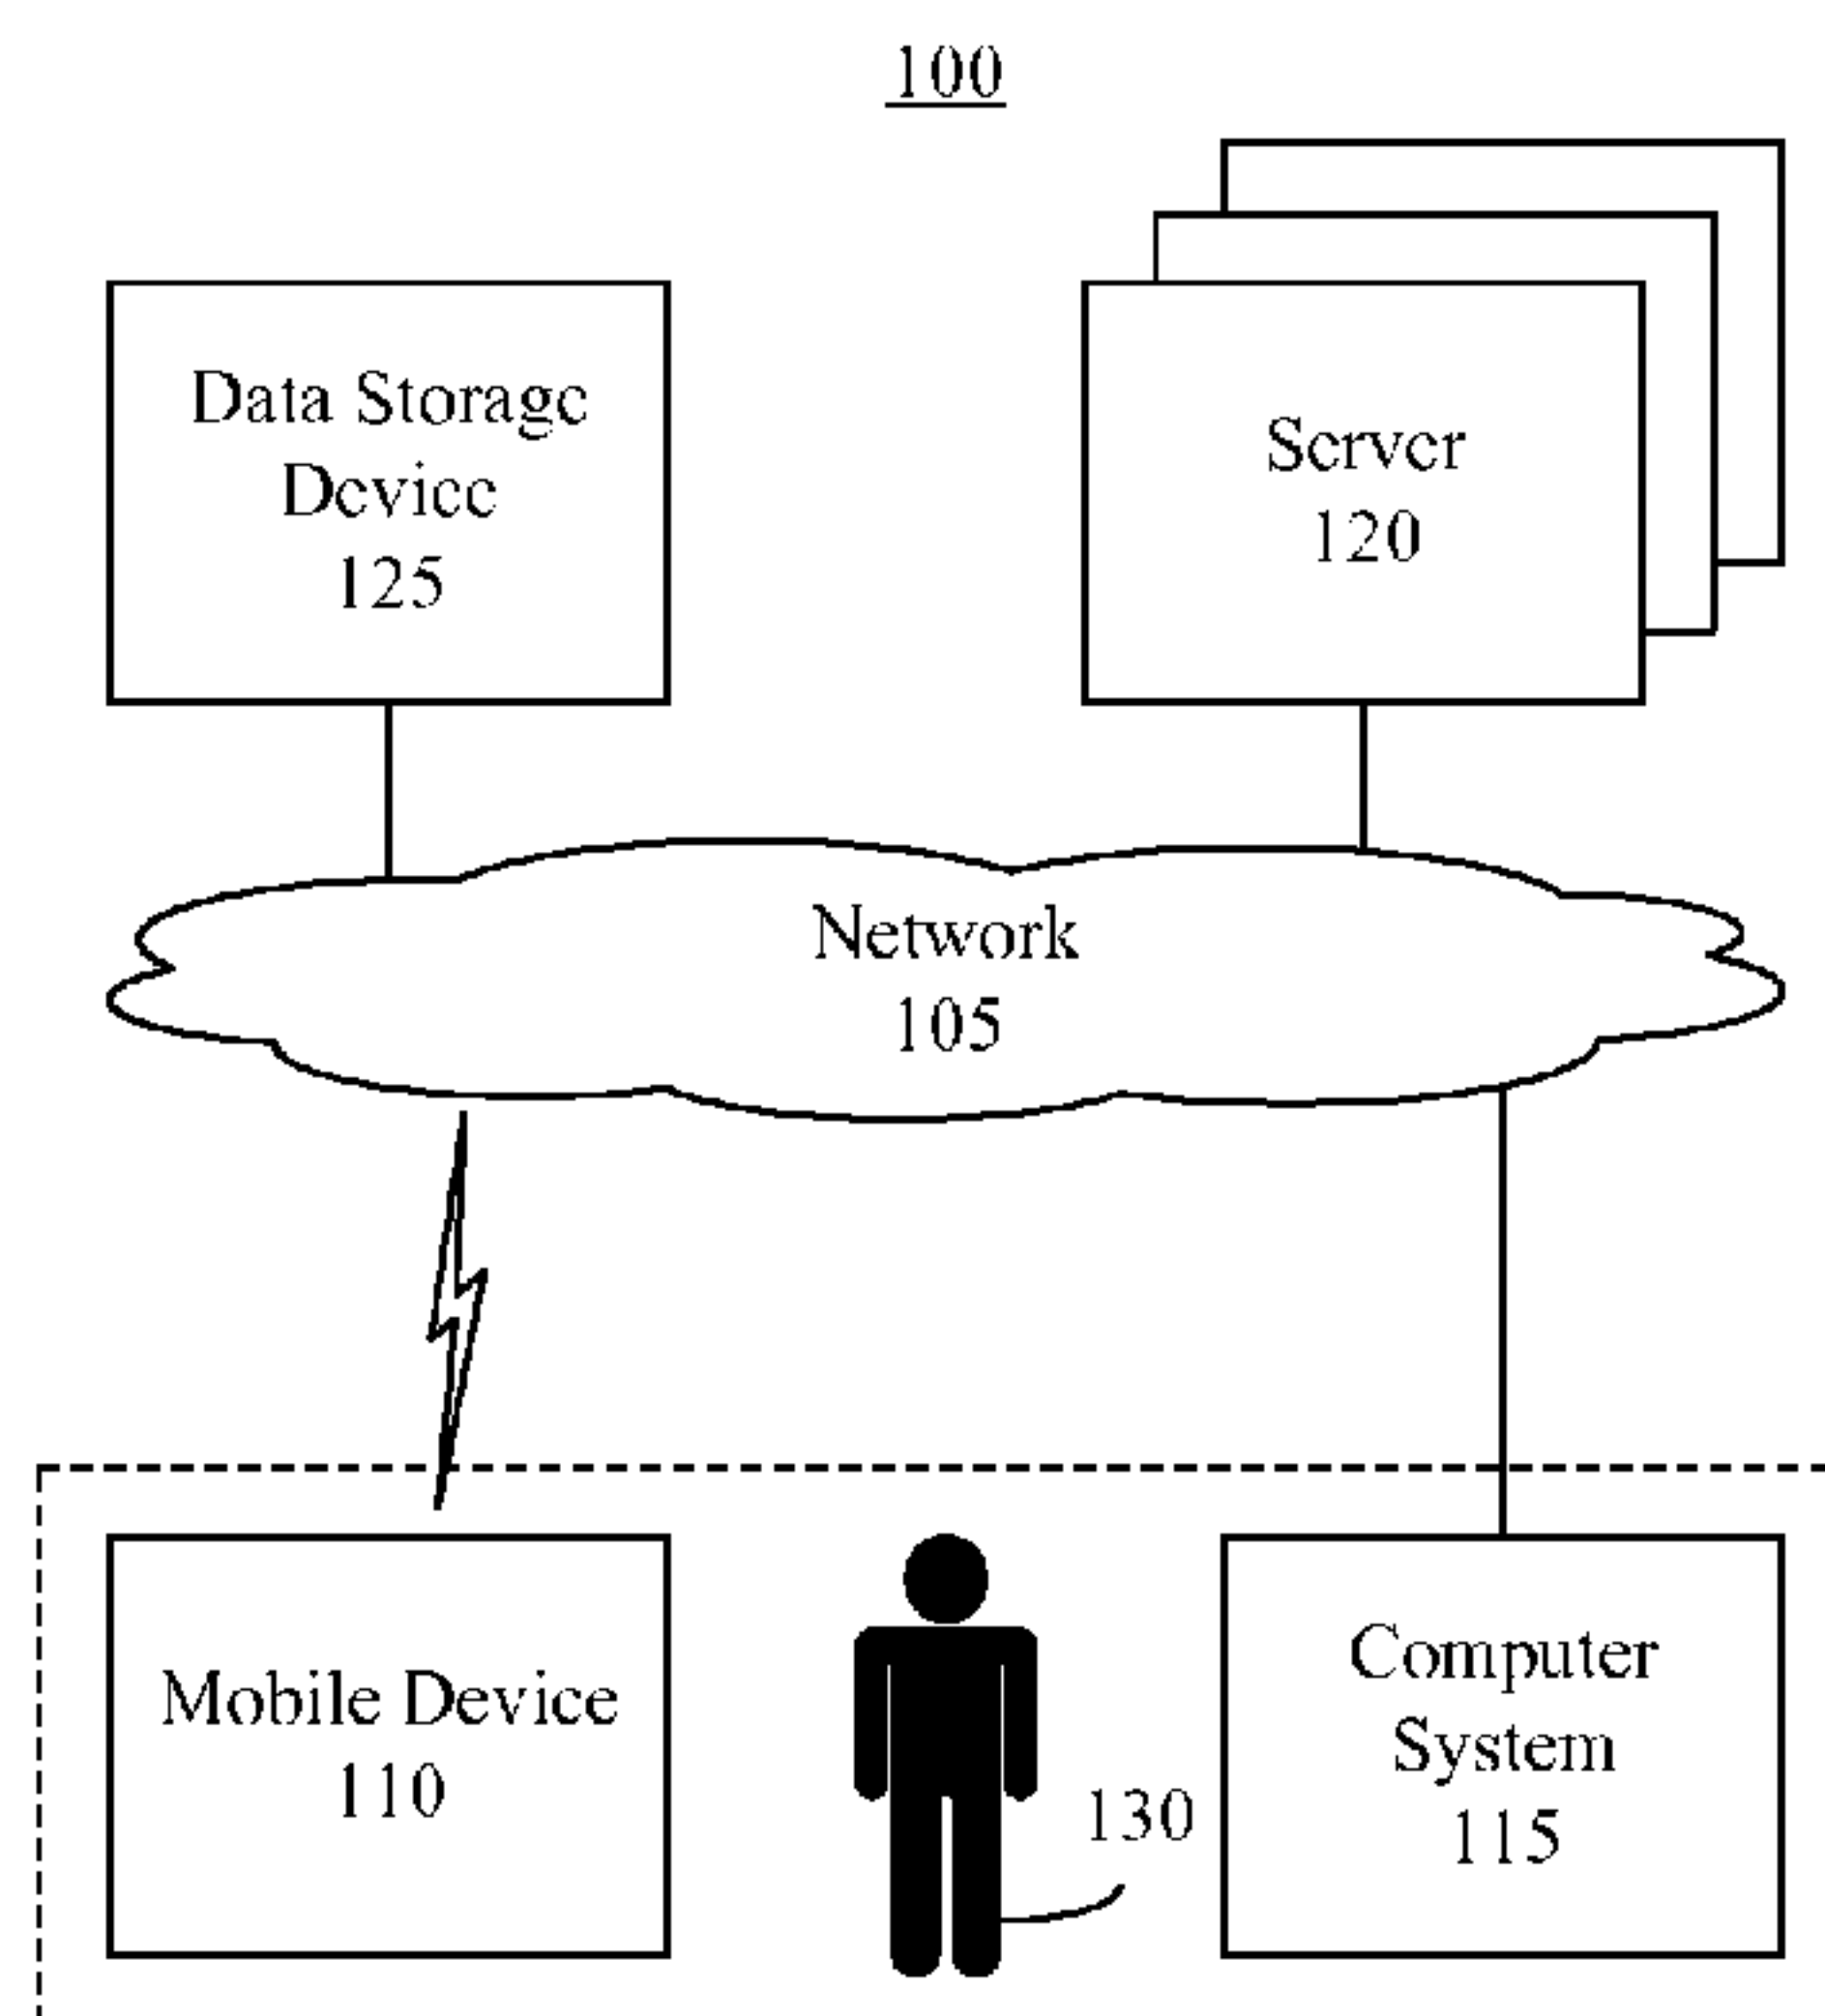 100
Data Storage
Device
125
Server
120
Network
105
Mobile Device
110
130
Computer
System
115